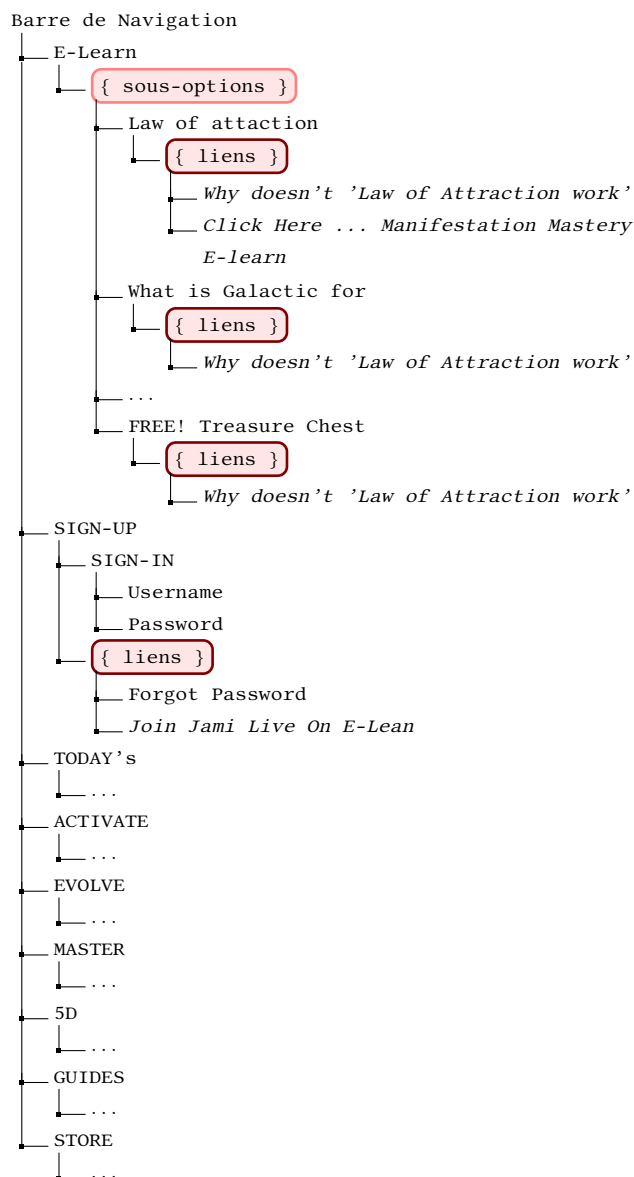 Barre de Navigation
E-Learn
{ sous-options }
Law of attaction
{ liens }
Why doesn't 'Law of Attraction work'
Click Here ... Manifestation Mastery
E-learn
What is Galactic for
{ liens }
Why doesn't 'Law of Attraction work'
...
FREE! Treasure Chest
{ liens }
Why doesn't 'Law of Attraction work'
SIGN-UP
SIGN-IN
Username
Password
{ liens }
Forgot Password
Join Jami Live On E-Lean
TODAY's
...
ACTIVATE
...
EVOLVE
...
MASTER
...
5D
...
GUIDES
...
STORE
...